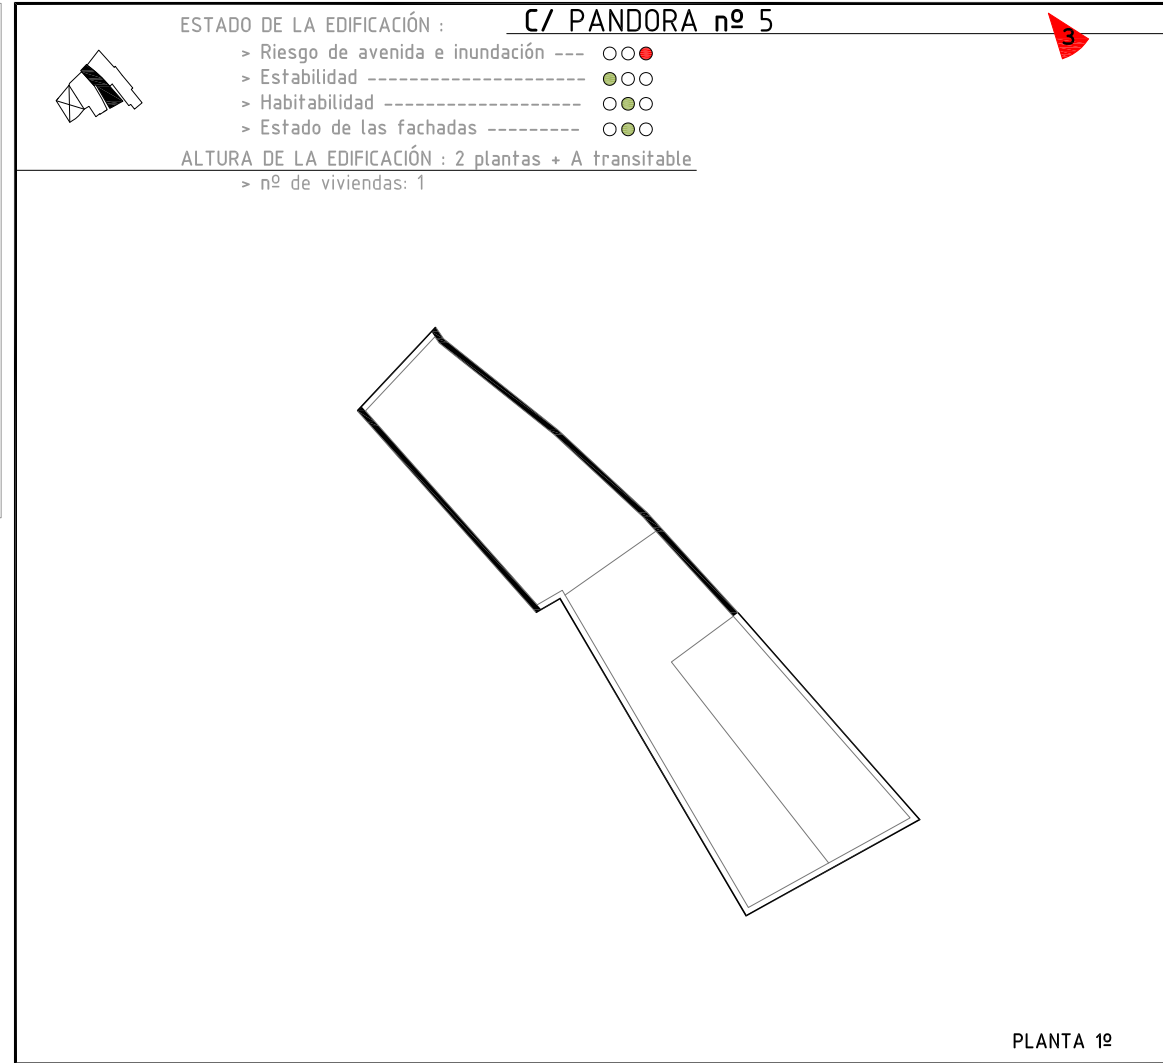 C/ PANDORA nº 5
3
ESTADO DE LA EDIFICACIÓN :
> Riesgo de avenida e inundación ---
> Estabilidad ----------------------
> Habitabilidad -------------------
> Estado de las fachadas ---------
ALTURA DE LA EDIFICACIÓN : 2 plantas + A transitable
> nº de viviendas: 1
PLANTA 1º